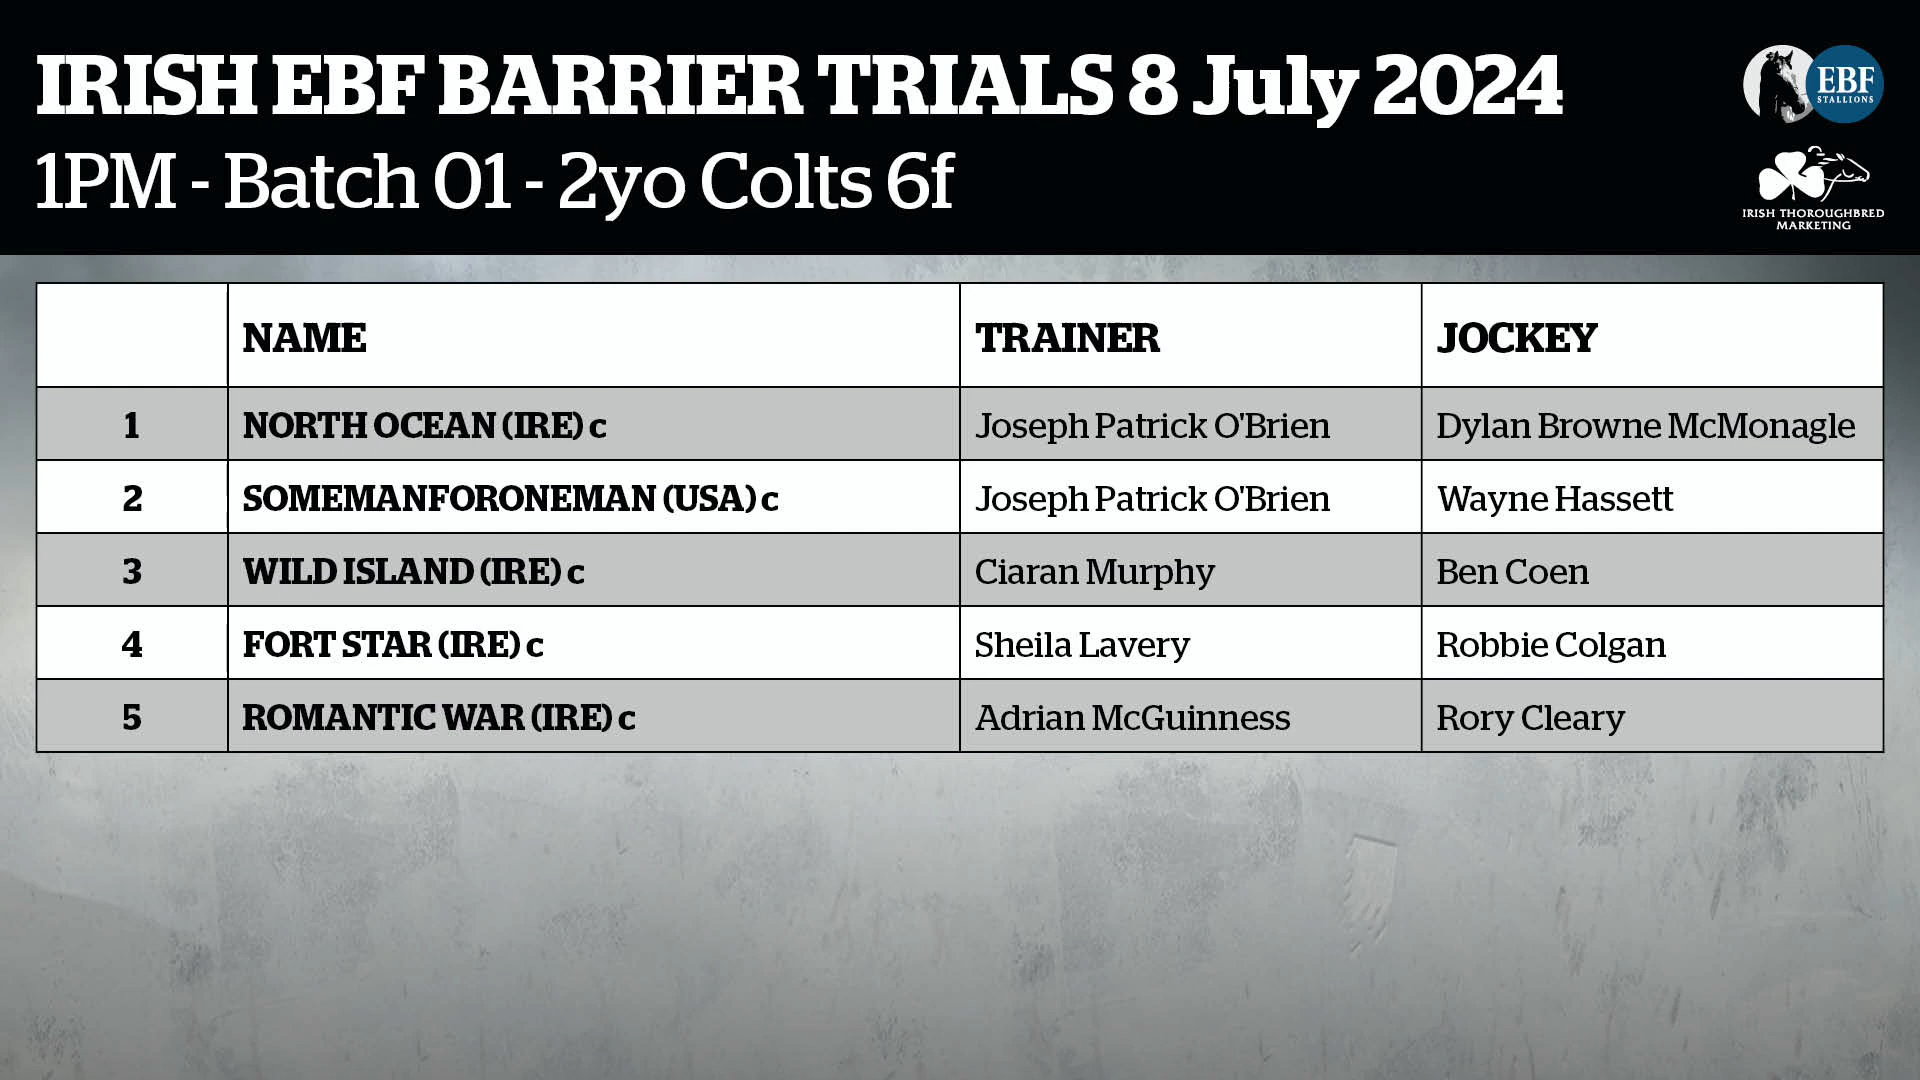 IRISH EBF BARRIER TRIALS 8 July 2024
1PM - Batch 01 - 2yo Colts 6f
EBF
STALLIONS
IRISH THOROUGHBRED
MARKETING
NAME TRAINER JOCKEY
1 NORTH OCEAN (IRE) c Joseph Patrick O'Brien Dylan Browne McMonagle
2 SOMEMANFORONEMAN (USA) c Joseph Patrick O'Brien Wayne Hassett
3 WILD ISLAND (IRE) c Ciaran Murphy Ben Coen
4 FORT STAR (IRE) c Sheila Lavery Robbie Colgan
5 ROMANTIC WAR (IRE) c Adrian McGuinness Rory Cleary